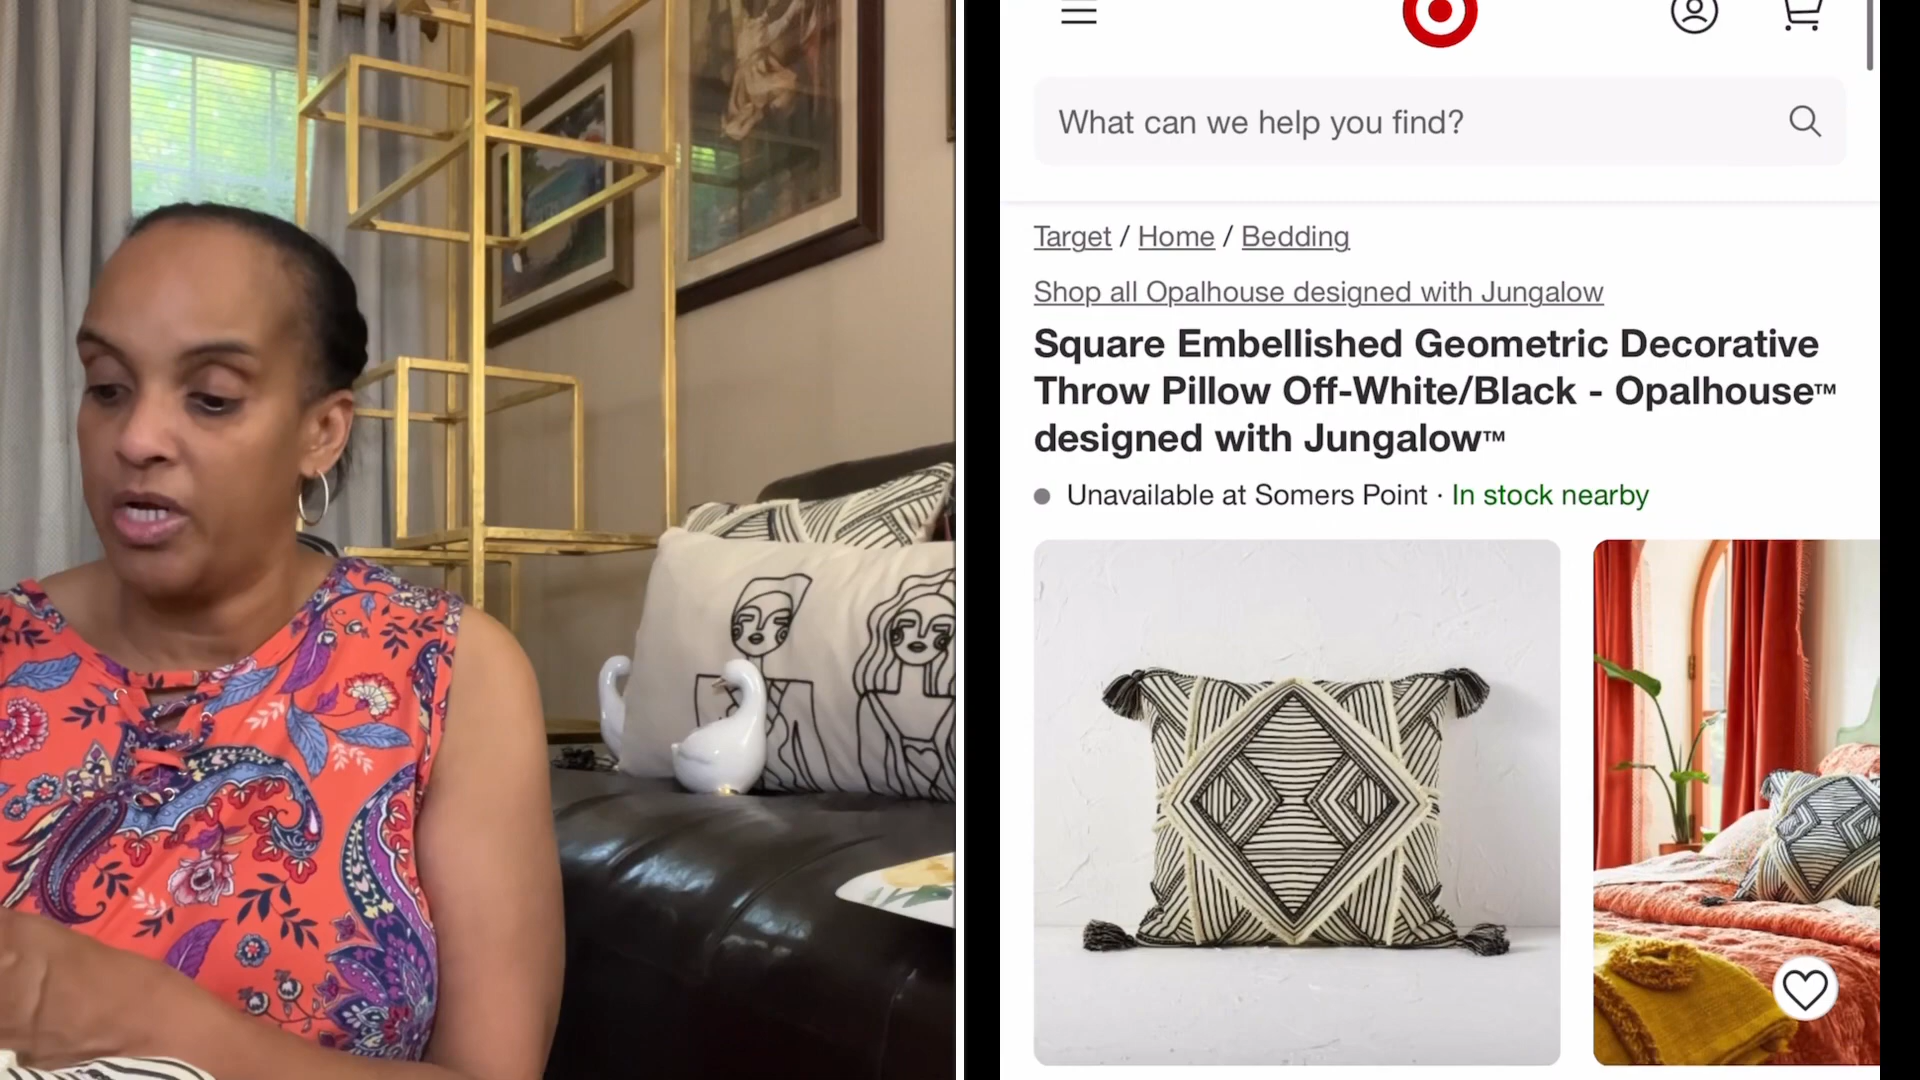 What can we help you find?
Target / Home / Bedding
Shop all Opalhouse designed with Jungalow
Square Embellished Geometric Decorative
Throw Pillow Off-White/Black - Opalhouse™
designed with Jungalow™
Unavailable at Somers Point · In stock nearby